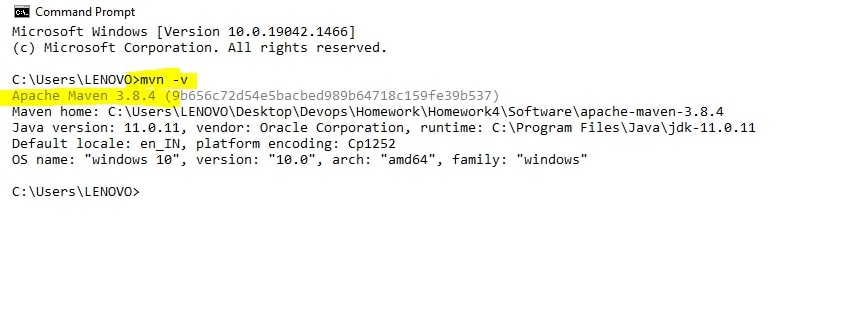 Command Prompt
Microsoft Windows [Version 10.0.19042.1466]
(c) Microsoft Corporation. All rights reserved.
C:\Users\LENOVO>mvn -v
Apache Maven 3.8.4 (9b656c72d54e5bacbed989b64718c159fe39b537)
Maven home: C:\Users\LENOVO\Desktop\Devops\Homework\Homework4\Software\apache-maven-3.8.4
Java version: 11.0.11, vendor: Oracle Corporation, runtime: C:\Program Files\Java\jdk-11.0.11
Default locale: en_IN, platform encoding: Cp1252
OS name: "windows 10", version: "10.0", arch: "amd64", family: "windows"
C:\Users\LENOVO>